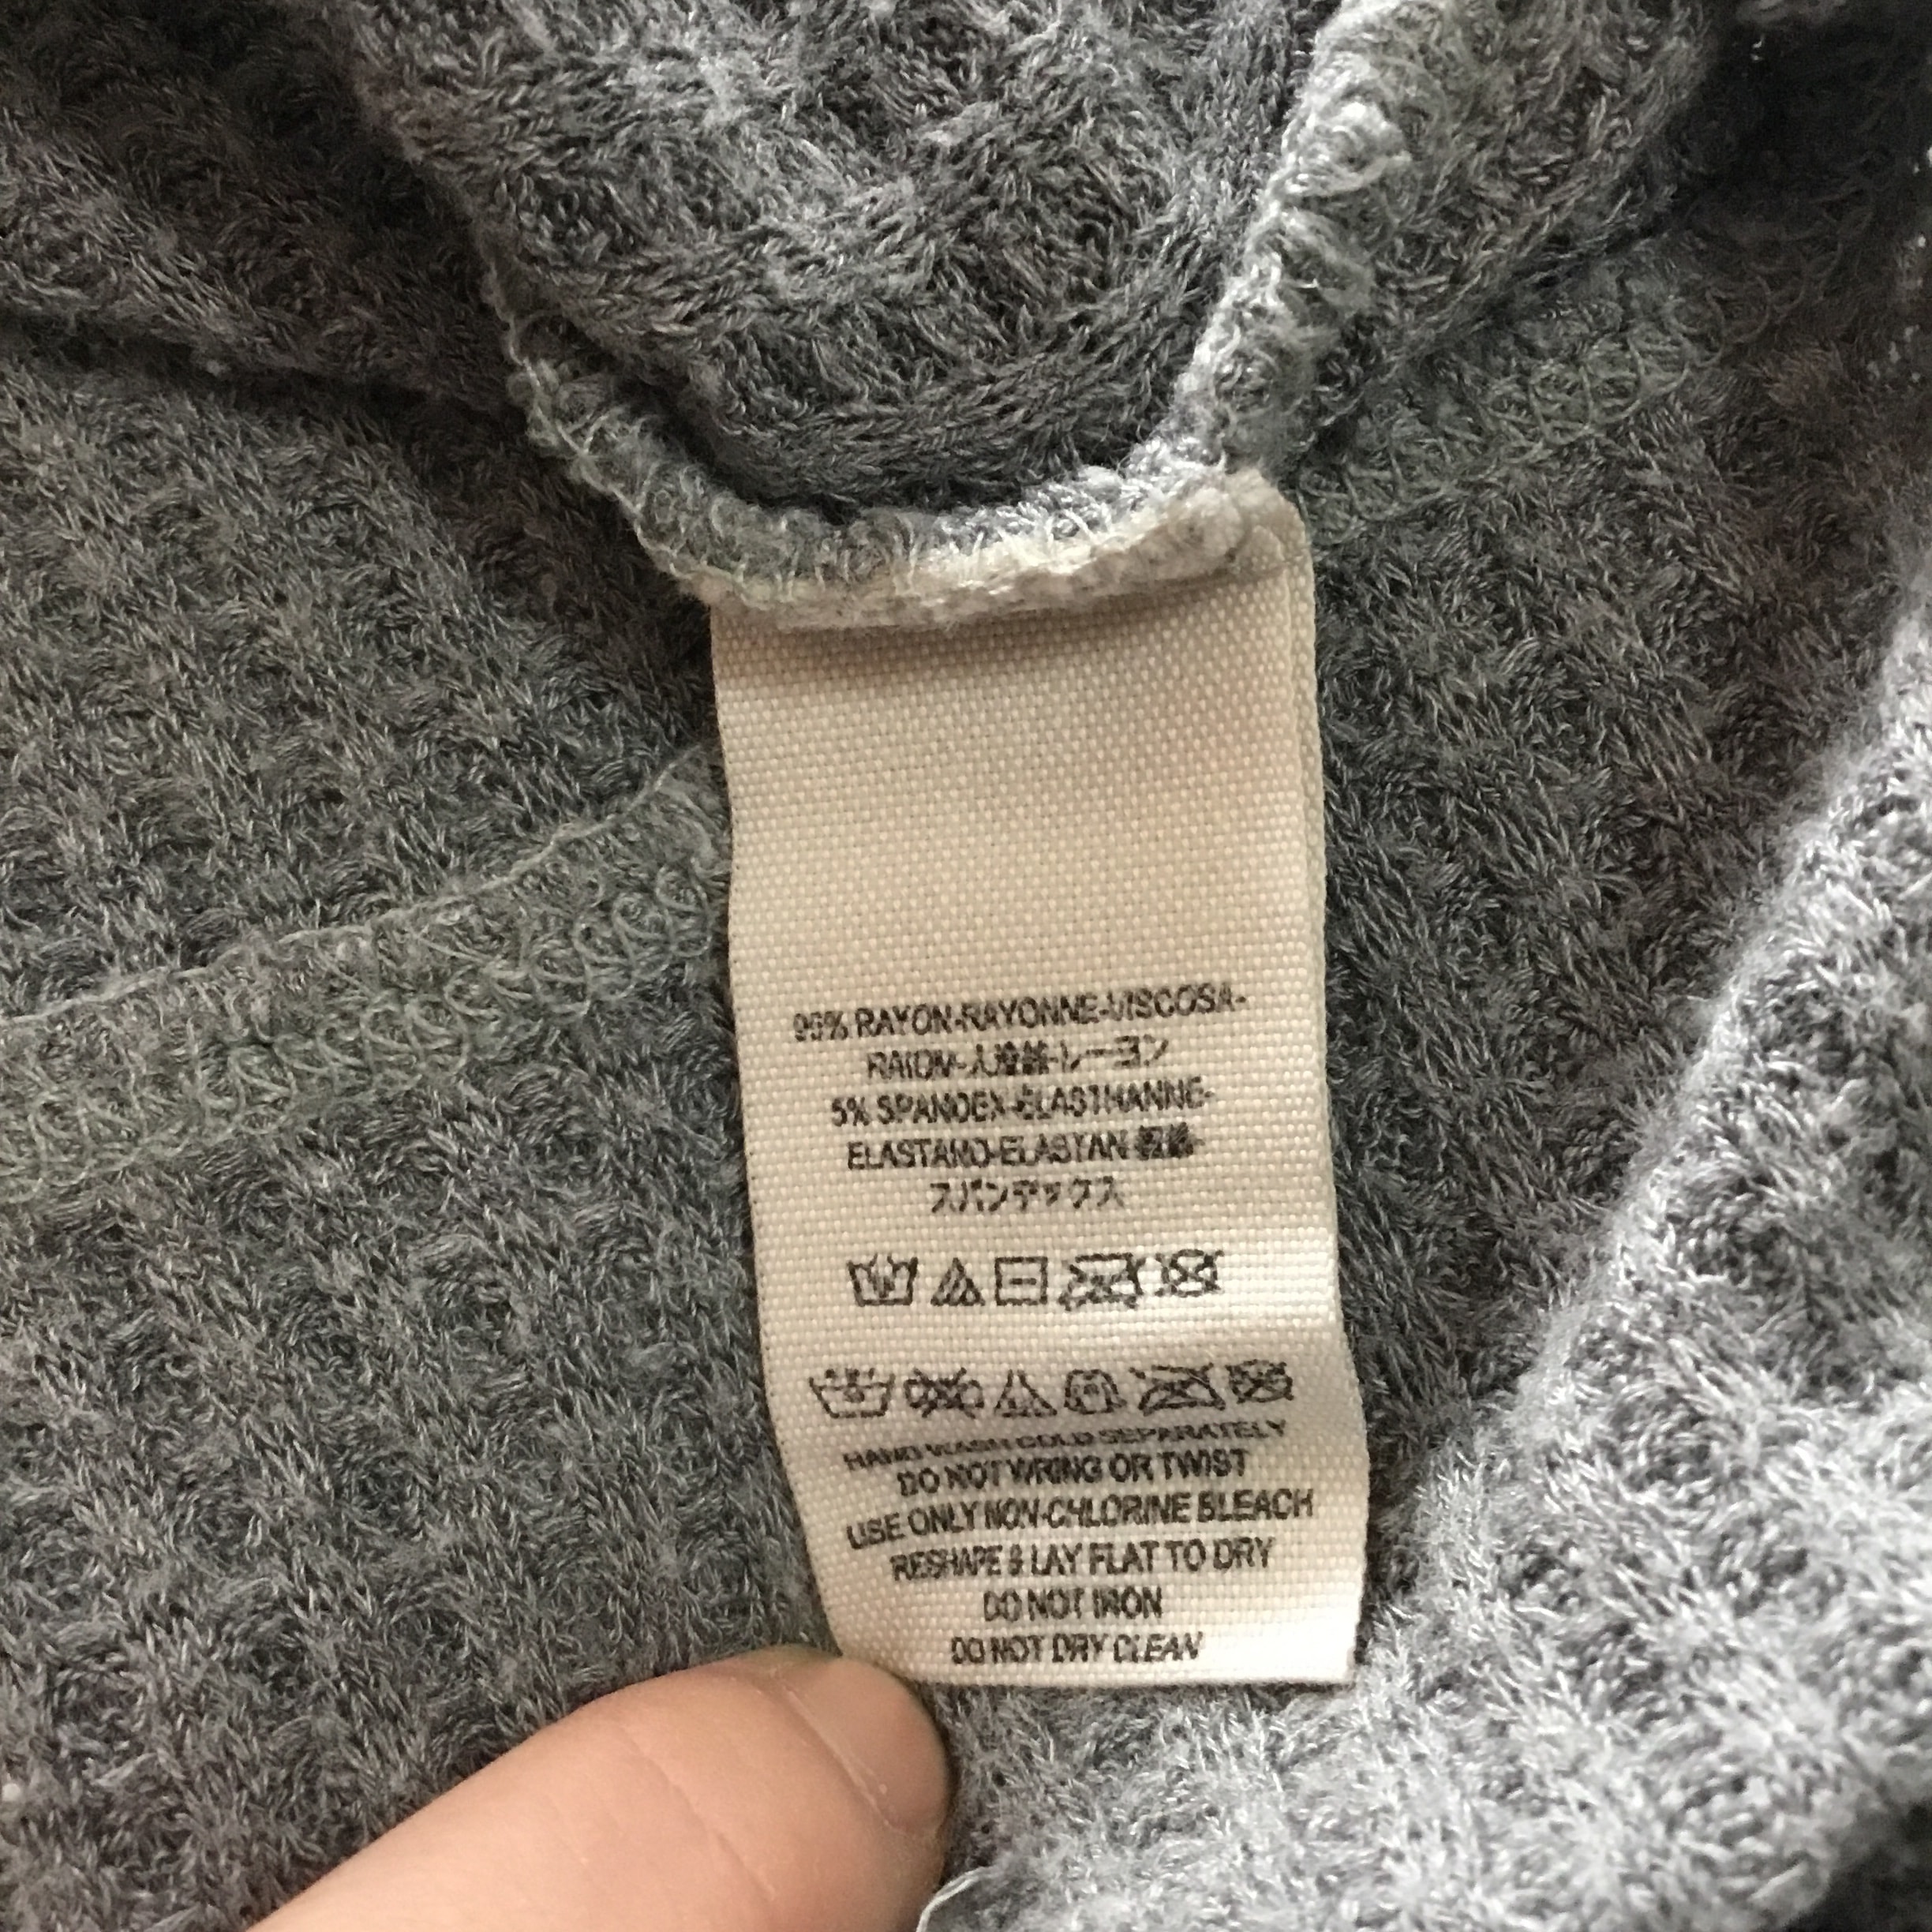 95% RAYON-RAYONNE-VISCOSA-
RAION-人造絲-レーヨン
5% SPANDEX-ÉLASTHANNE-
ELASTANO-ELASTAN-
スパンデックス
HAND WASH COLD SEPARATELY
DO NOT WRING OR TWIST
USE ONLY NON-CHLORINE BLEACH
RESHAPE & LAY FLAT TO DRY
DO NOT IRON
DO NOT DRY CLEAN